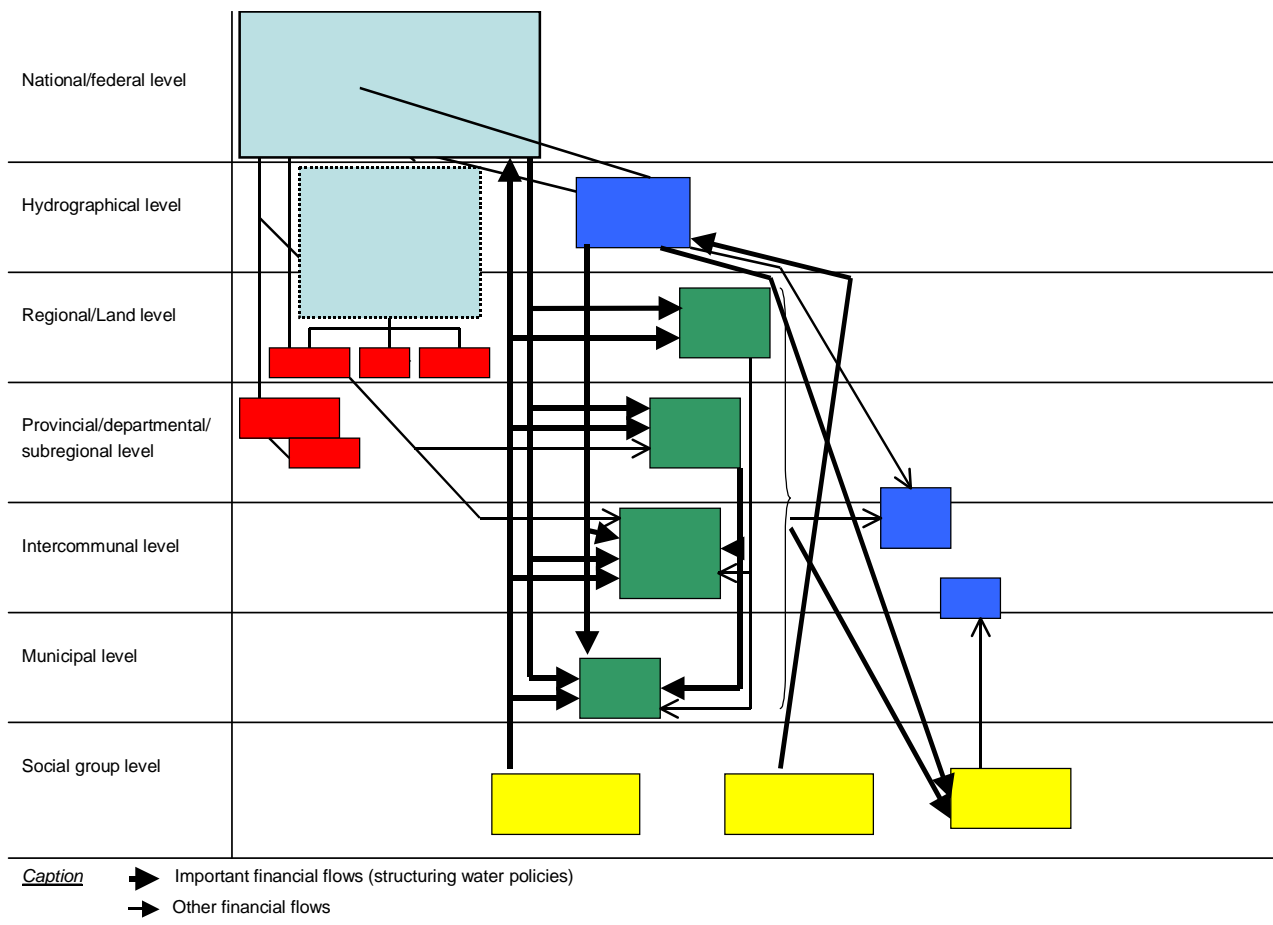 National/federal level
Hydrographical level
Regional/Land level
Provincial/departmental/
subregional level
Intercommunal level
Municipal level
Social group level
Caption
Important financial flows (structuring water policies)
Other financial flows